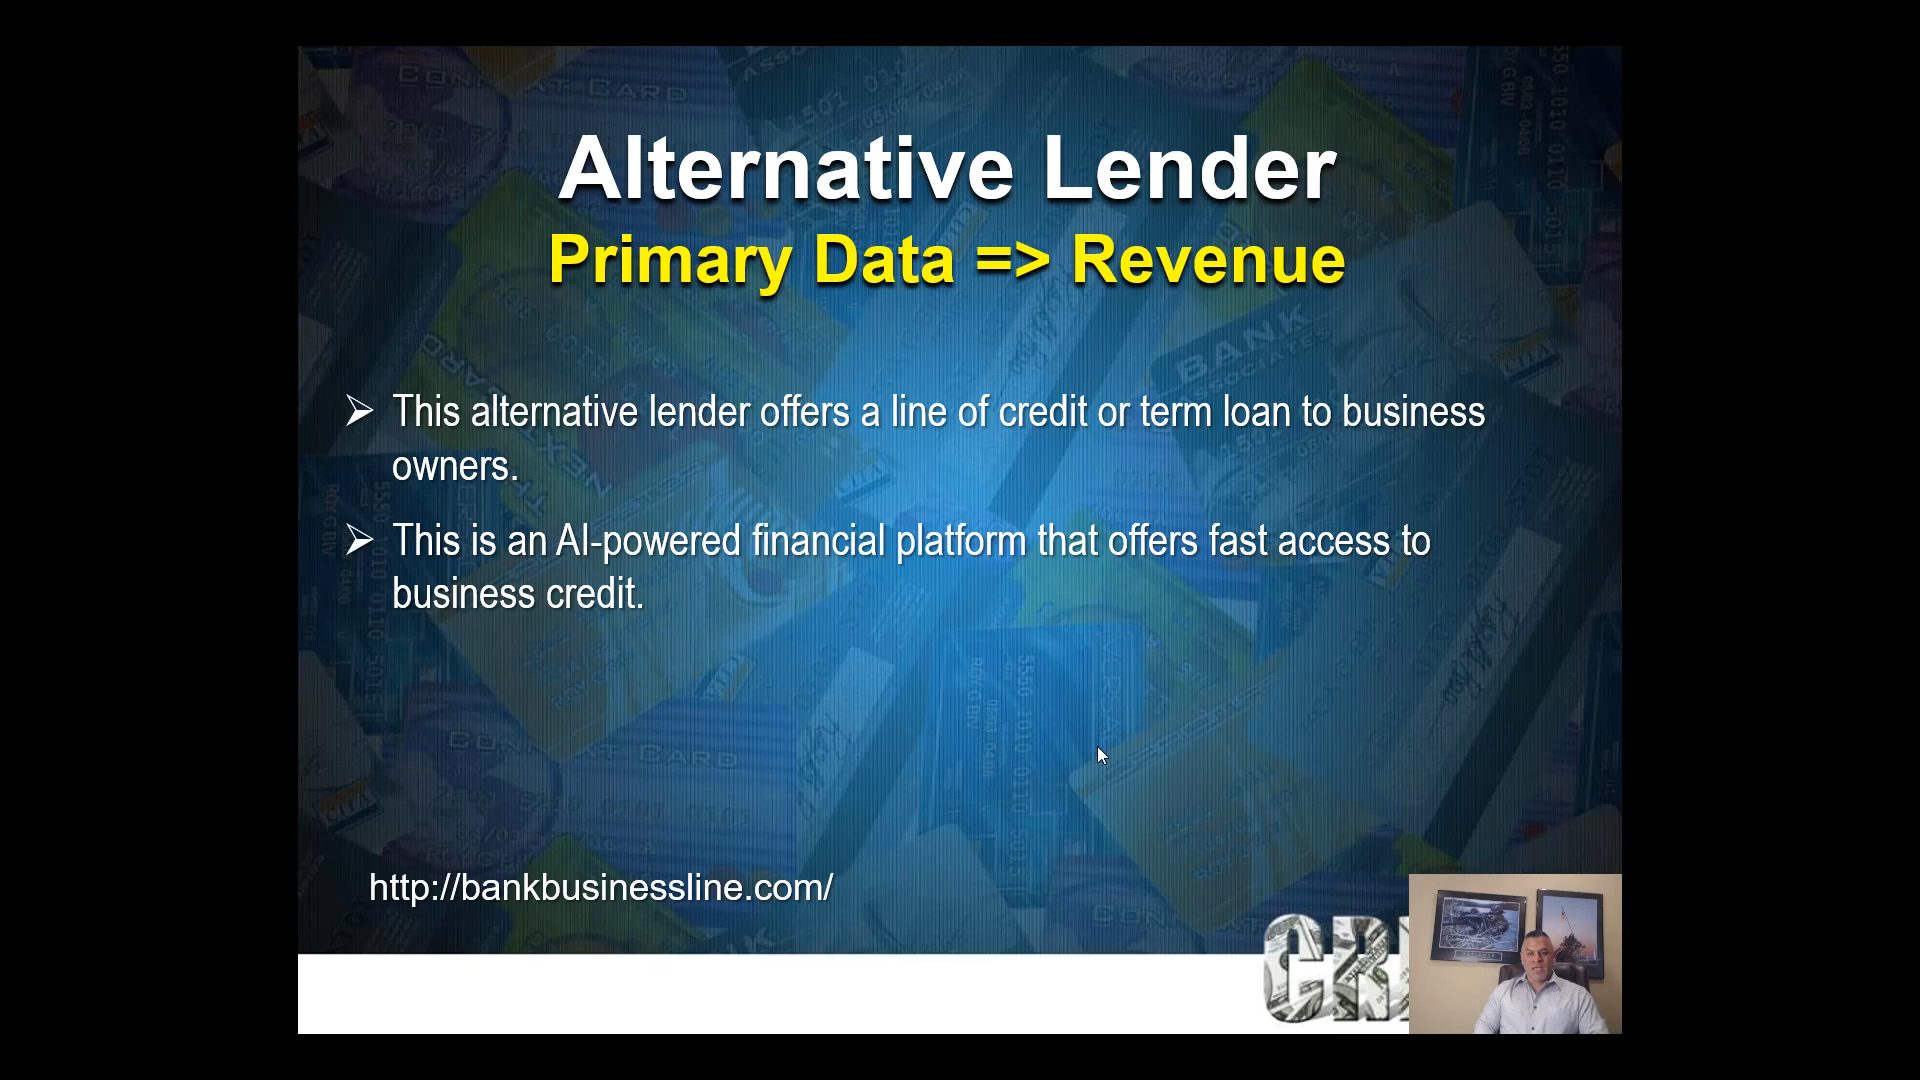 Alternative Lender
Primary Data => Revenue
This alternative lender offers a line of credit or term loan to business
owners.
This is an AI-powered financial platform that offers fast access to
business credit.
http://bankbusinessline.com/